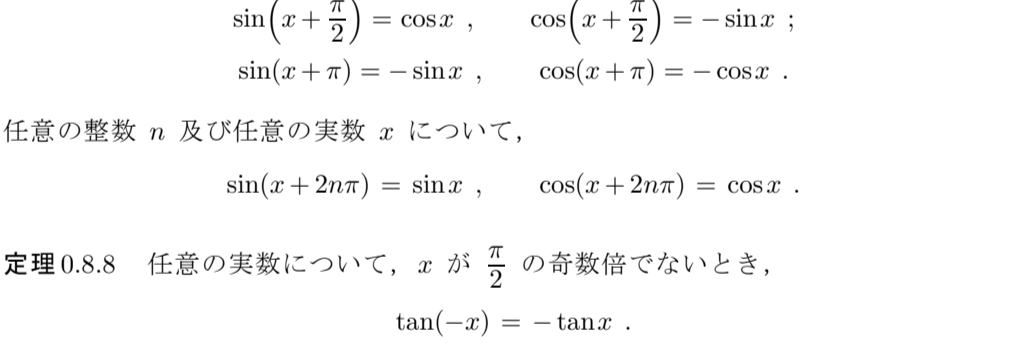 sin(x + π/2) = cos x , cos(x + π/2) = − sin x ;
sin(x + π) = − sin x , cos(x + π) = − cos x .
任意の整数 n 及び任意の実数 x について，
sin(x + 2nπ) = sin x , cos(x + 2nπ) = cos x .
定理 0.8.8 任意の実数について，x が π/2 の奇数倍でないとき，
tan(−x) = − tan x .